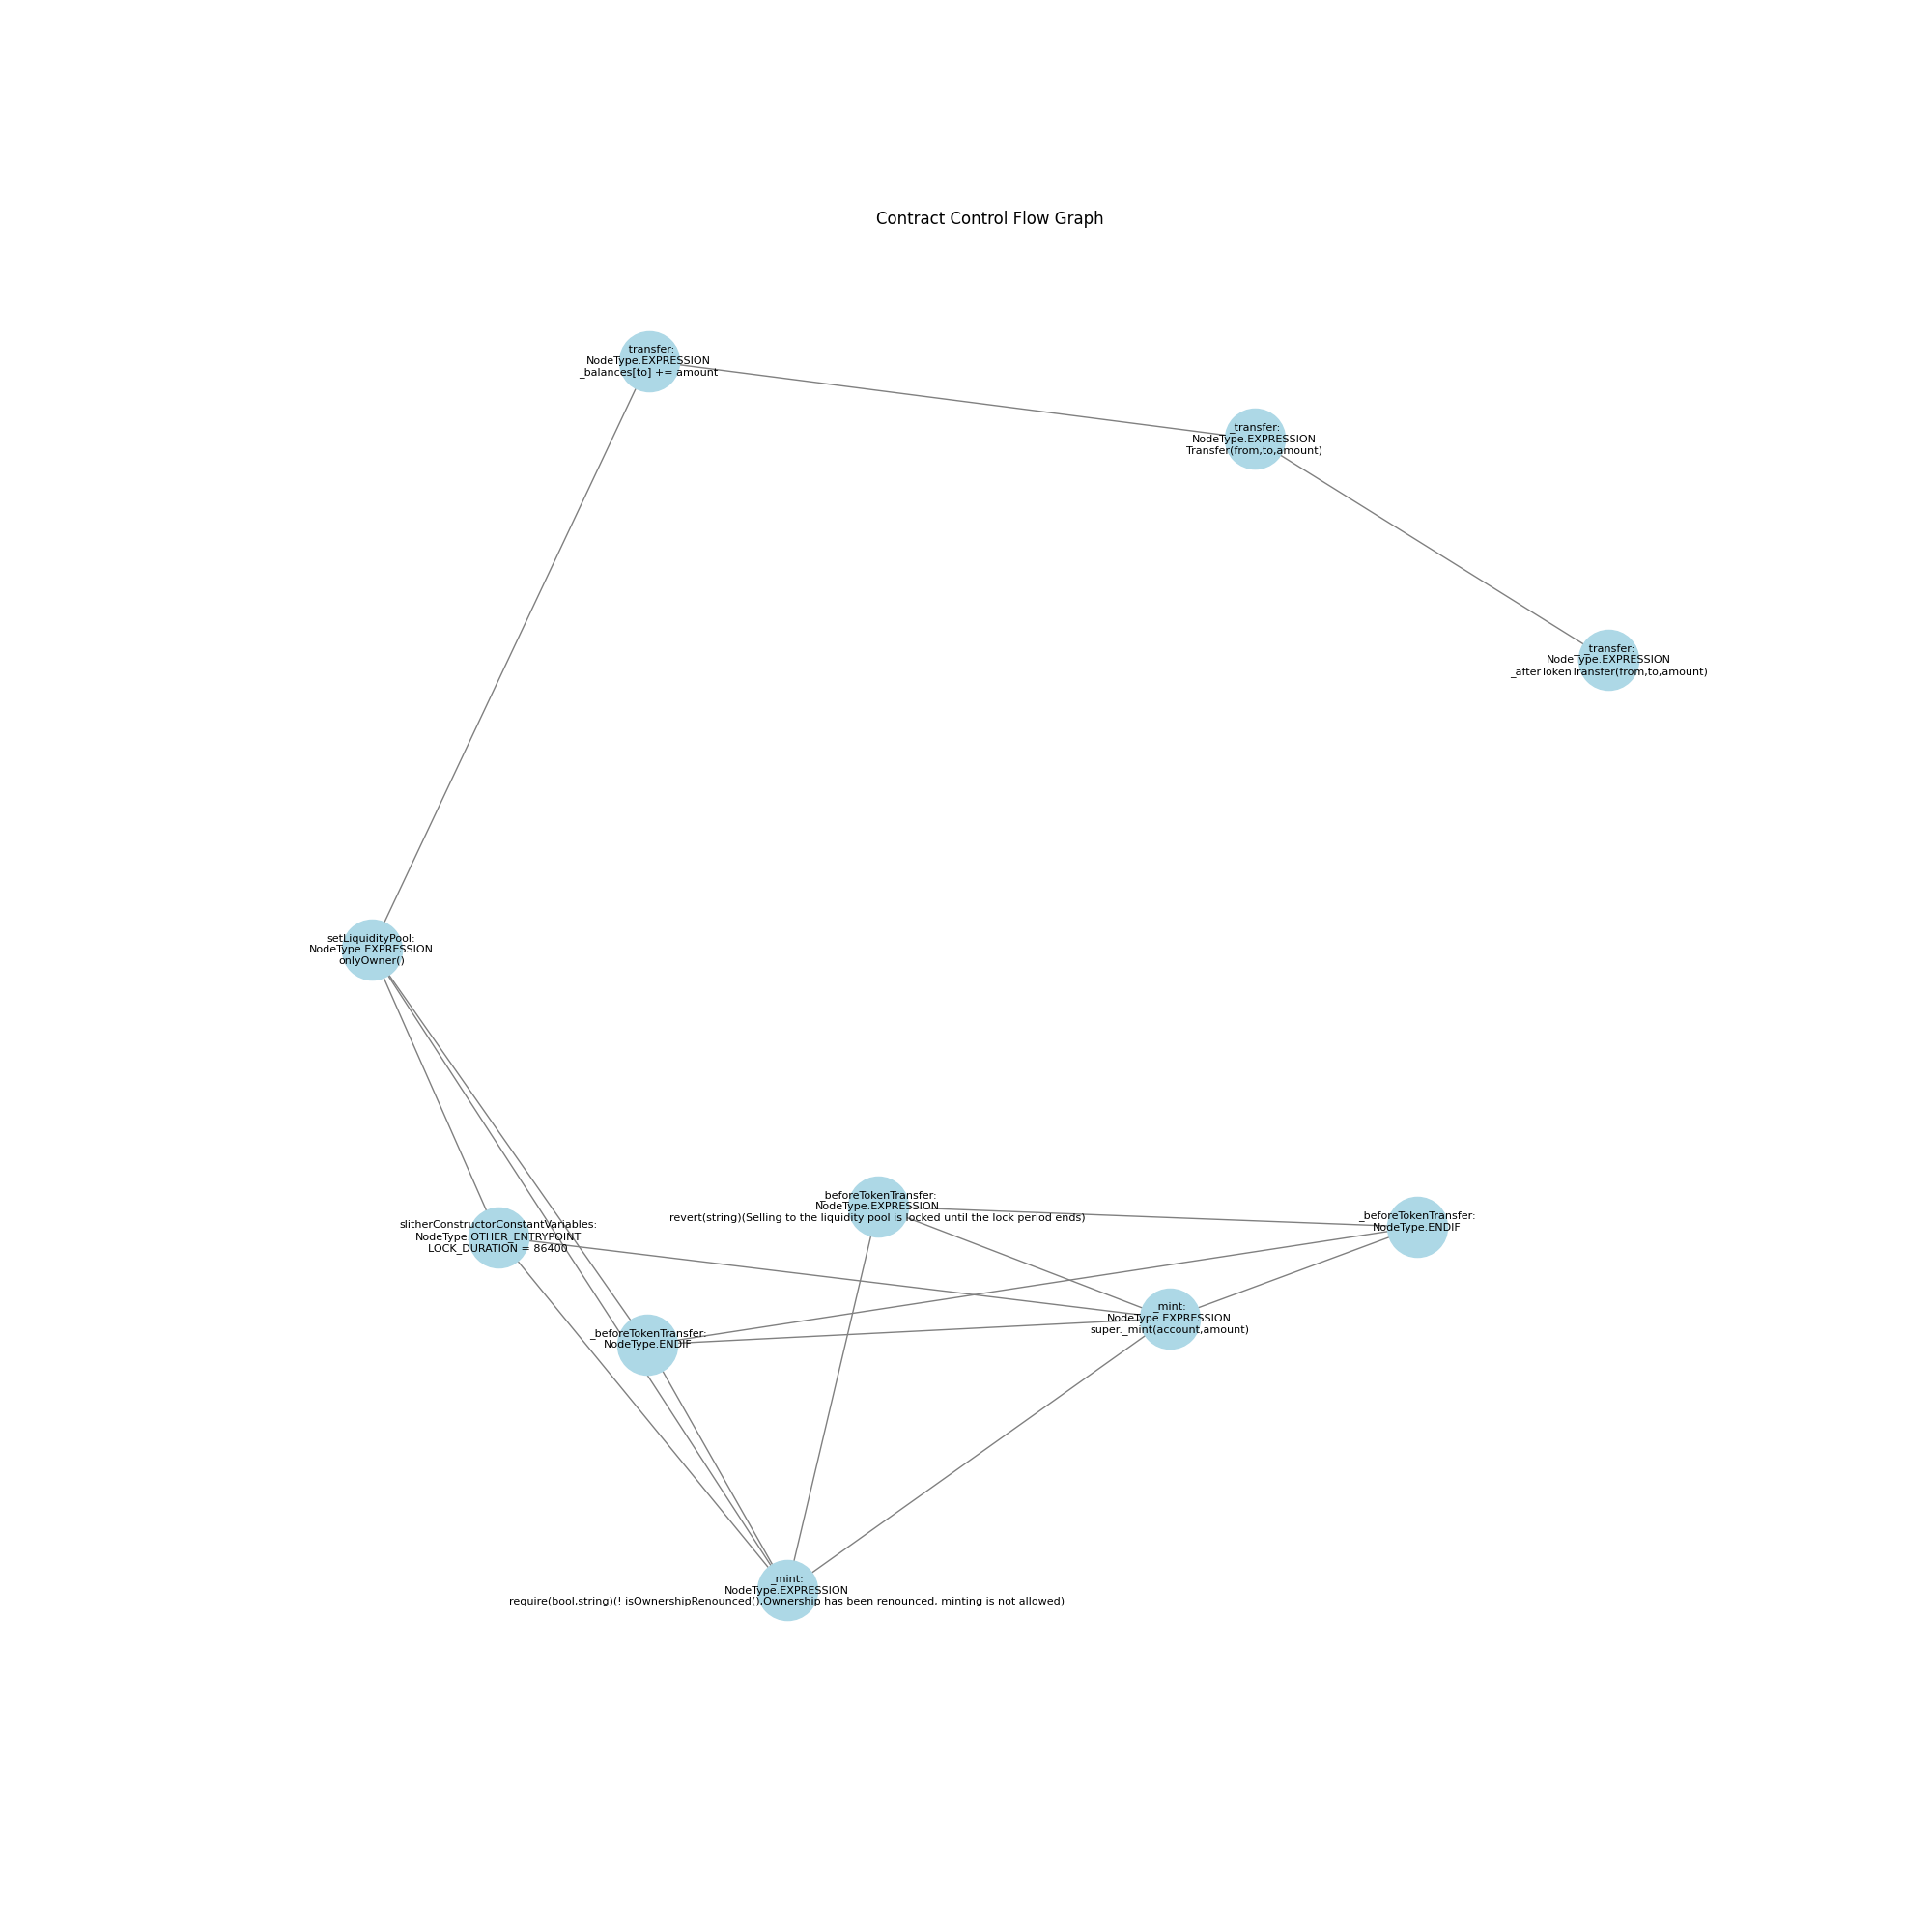 Contract Control Flow Graph
_transfer:
NodeType.EXPRESSION
_balances[to] += amount
_transfer:
NodeType.EXPRESSION
Transfer(from,to,amount)
_transfer:
NodeType.EXPRESSION
_afterTokenTransfer(from,to,amount)
setLiquidityPool:
NodeType.EXPRESSION
onlyOwner()
_beforeTokenTransfer:
NodeType.EXPRESSION
revert(string)(Selling to the liquidity pool is locked until the lock period ends)
_beforeTokenTransfer:
NodeType.ENDIF
slitherConstructorConstantVariables:
NodeType.OTHER_ENTRYPOINT
LOCK_DURATION = 86400
_mint:
NodeType.EXPRESSION
super._mint(account,amount)
_beforeTokenTransfer:
NodeType.ENDIF
_mint:
NodeType.EXPRESSION
require(bool,string)(! isOwnershipRenounced(),Ownership has been renounced, minting is not allowed)